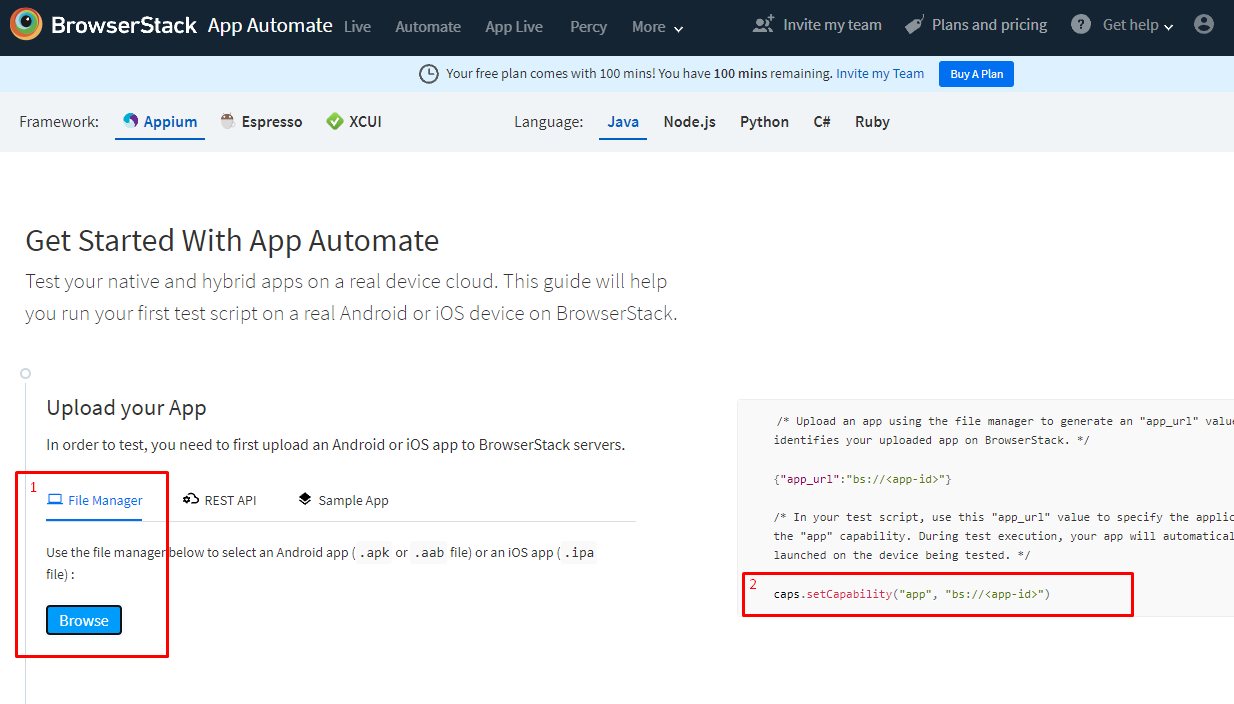 BrowserStack App Automate Live Automate App Live Percy More Invite my team Plans and pricing ? Get help
Your free plan comes with 100 mins! You have 100 mins remaining. Invite my Team Buy A Plan
Framework: Appium Espresso XCUI Language: Java Node.js Python C# Ruby
Get Started With App Automate
Test your native and hybrid apps on a real device cloud. This guide will help
you run your first test script on a real Android or iOS device on BrowserStack.
Upload your App
In order to test, you need to first upload an Android or iOS app to BrowserStack servers.
1 File Manager REST API Sample App
Use the file manager below to select an Android app ( .apk or .aab file) or an iOS app ( .ipa
file) :
Browse
/* Upload an app using the file manager to generate an "app_url" value
identifies your uploaded app on BrowserStack. */
{"app_url":"bs://<app-id>"}
/* In your test script, use this "app_url" value to specify the applic
the "app" capability. During test execution, your app will automatical
launched on the device being tested. */
2
caps.setCapability("app", "bs://<app-id>")